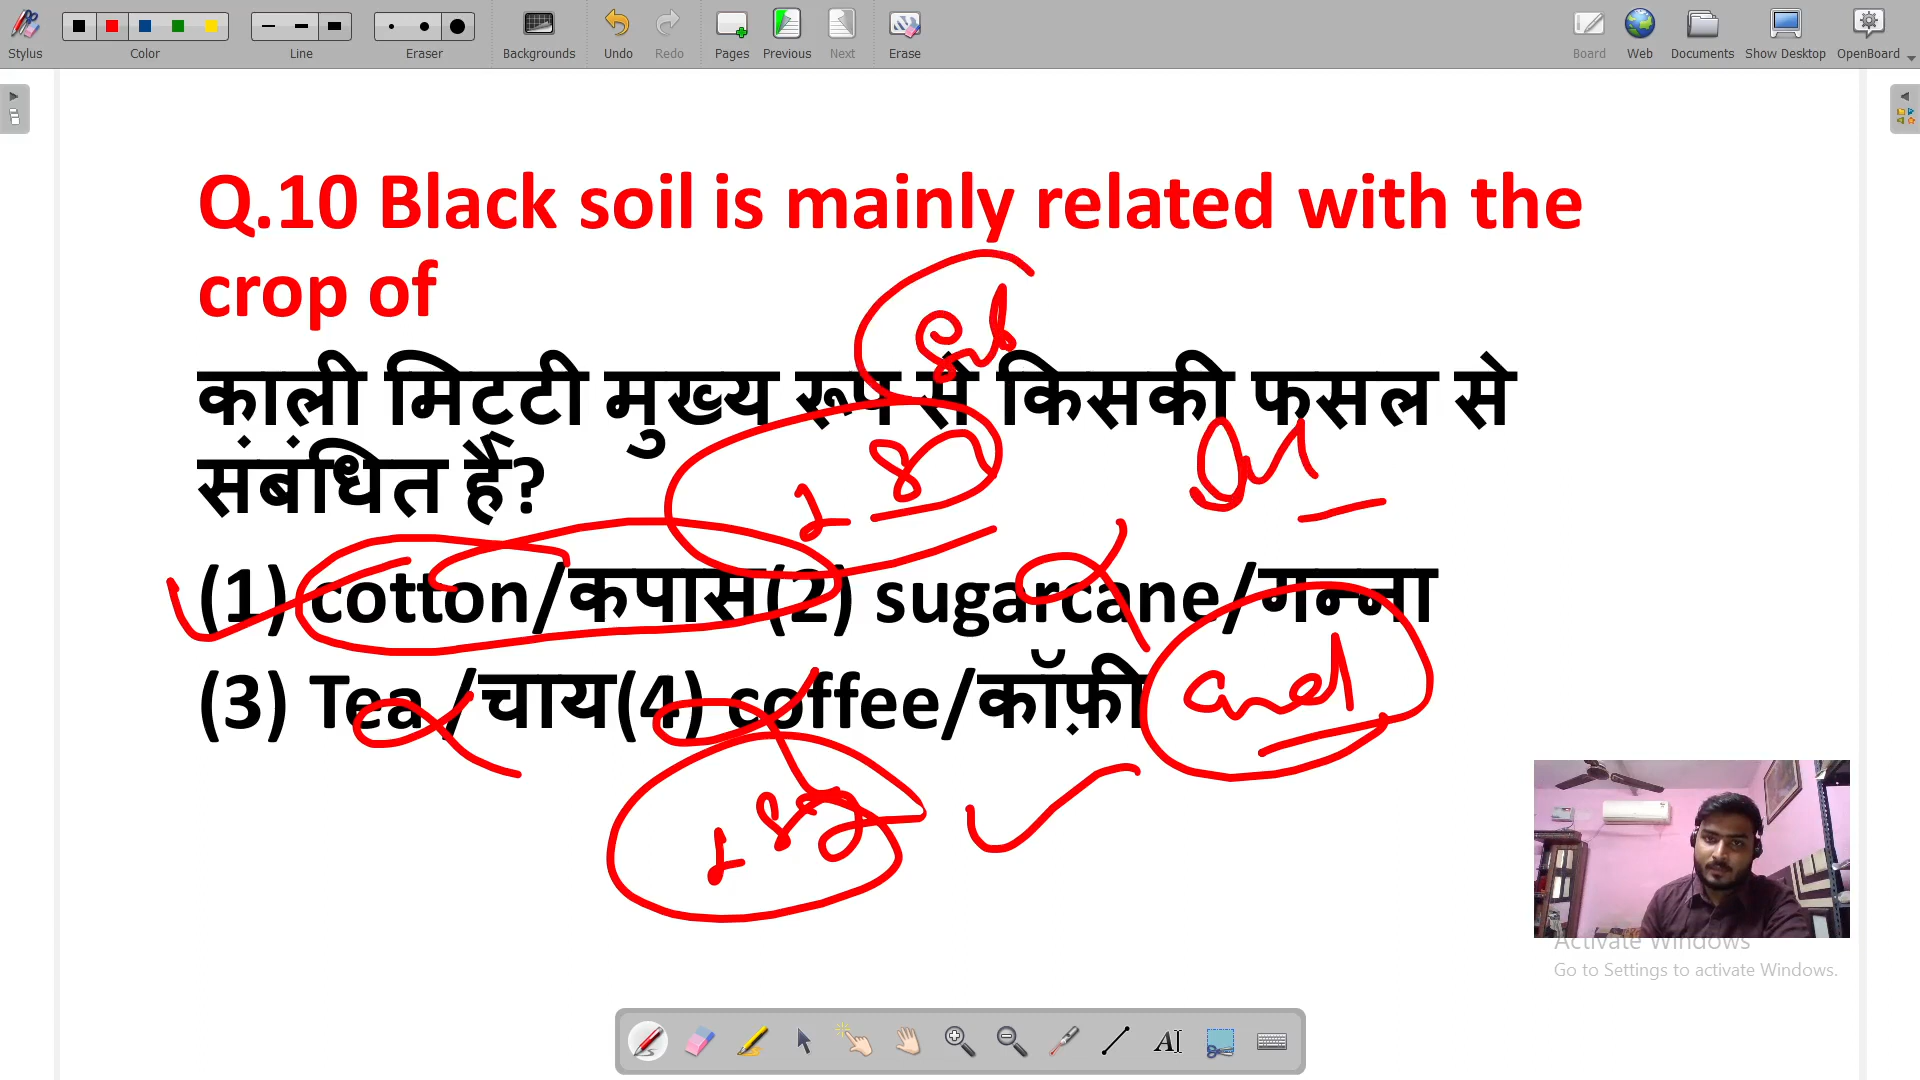 Stylus
Color
Line
Eraser
Backgrounds
Undo
Redo
Pages
Previous
Next
Erase
Board
Web
Documents
Show Desktop
OpenBoard
Q.10 Black soil is mainly related with the
crop of
काली मिटटी मुख्य रूप से किसकी फसल से
संबंधित है?
(1) cotton/कपास(2) sugarcane/गन्ना
(3) Tea /चाय(4) coffee/कॉफ़ी
Activate Windows
Go to Settings to activate Windows.